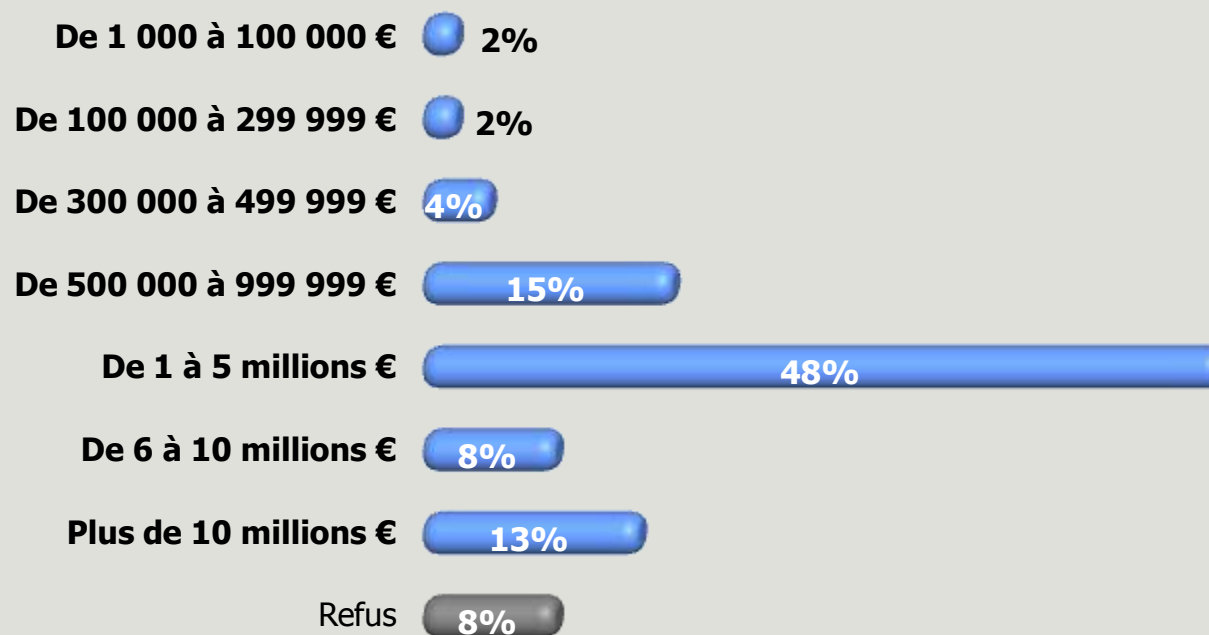 De 1 000 à 100 000 € 2%
De 100 000 à 299 999 € 2%
De 300 000 à 499 999 € 4%
De 500 000 à 999 999 € 15%
De 1 à 5 millions € 48%
De 6 à 10 millions € 8%
Plus de 10 millions € 13%
Refus 8%